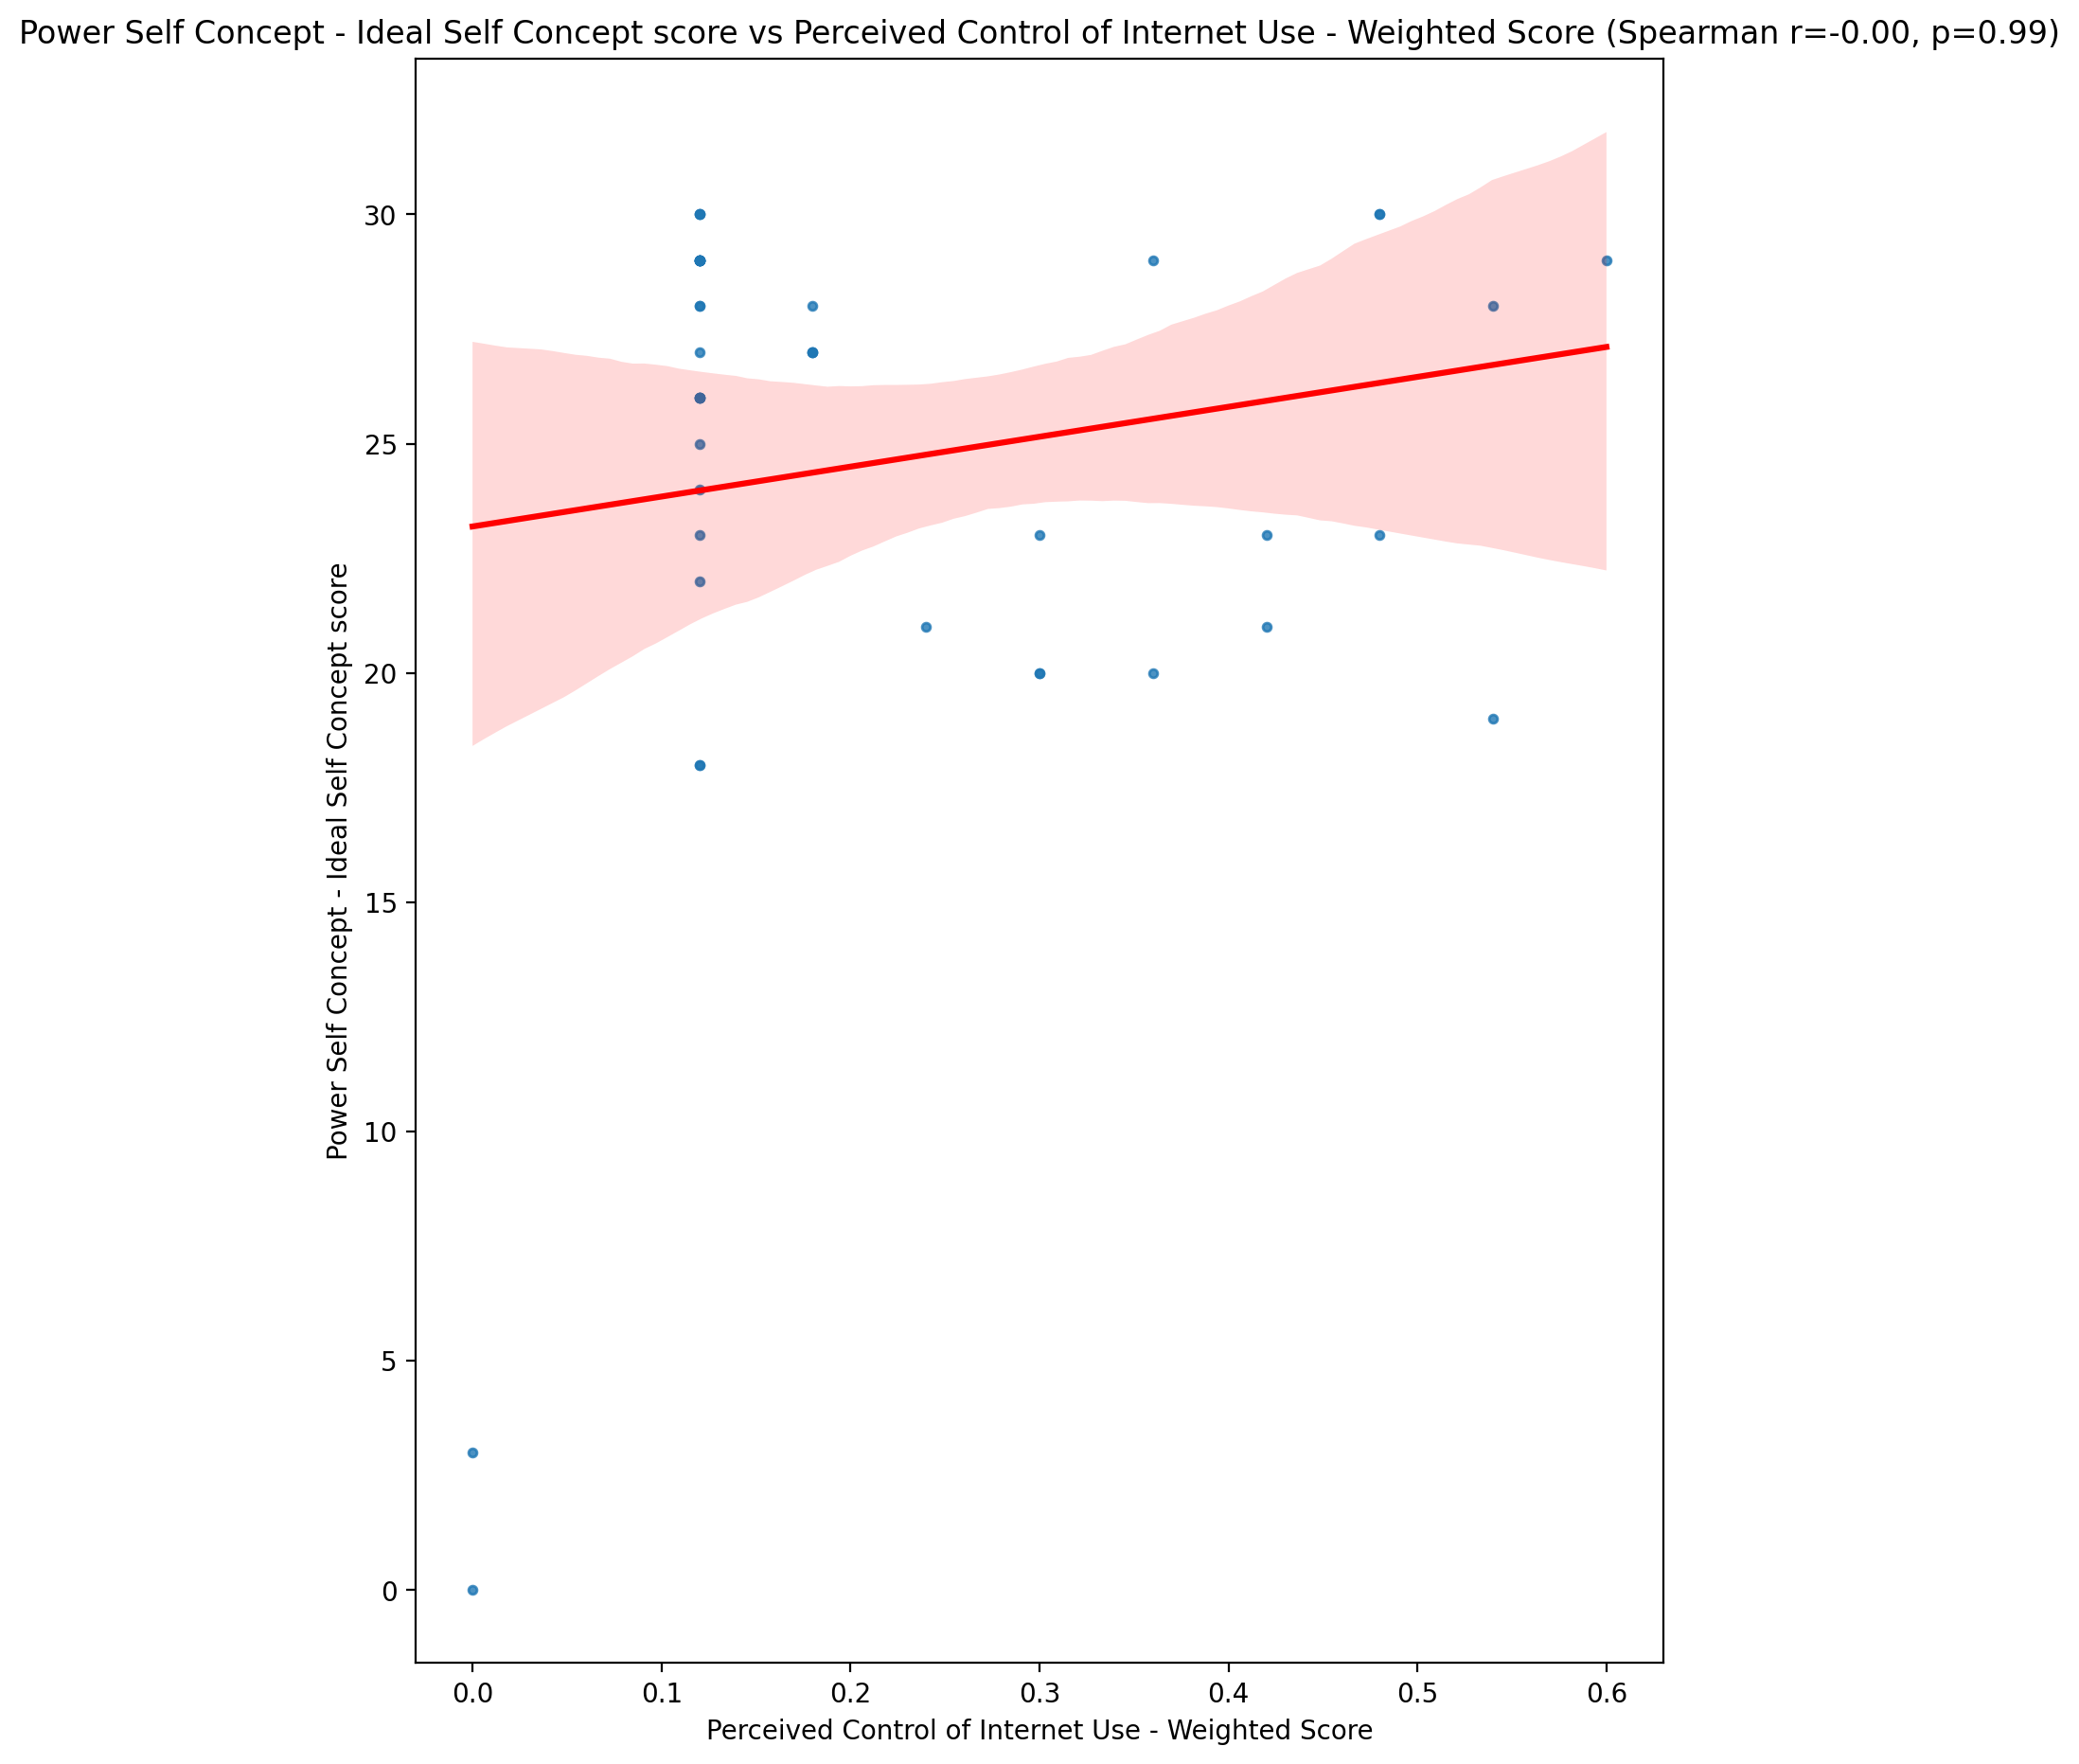 Power Self Concept - Ideal Self Concept score vs Perceived Control of Internet Use - Weighted Score (Spearman r=-0.00, p=0.99)
Power Self Concept - Ideal Self Concept score
30
25
20
15
10
5
0
0.0 0.1 0.2 0.3 0.4 0.5 0.6
Perceived Control of Internet Use - Weighted Score